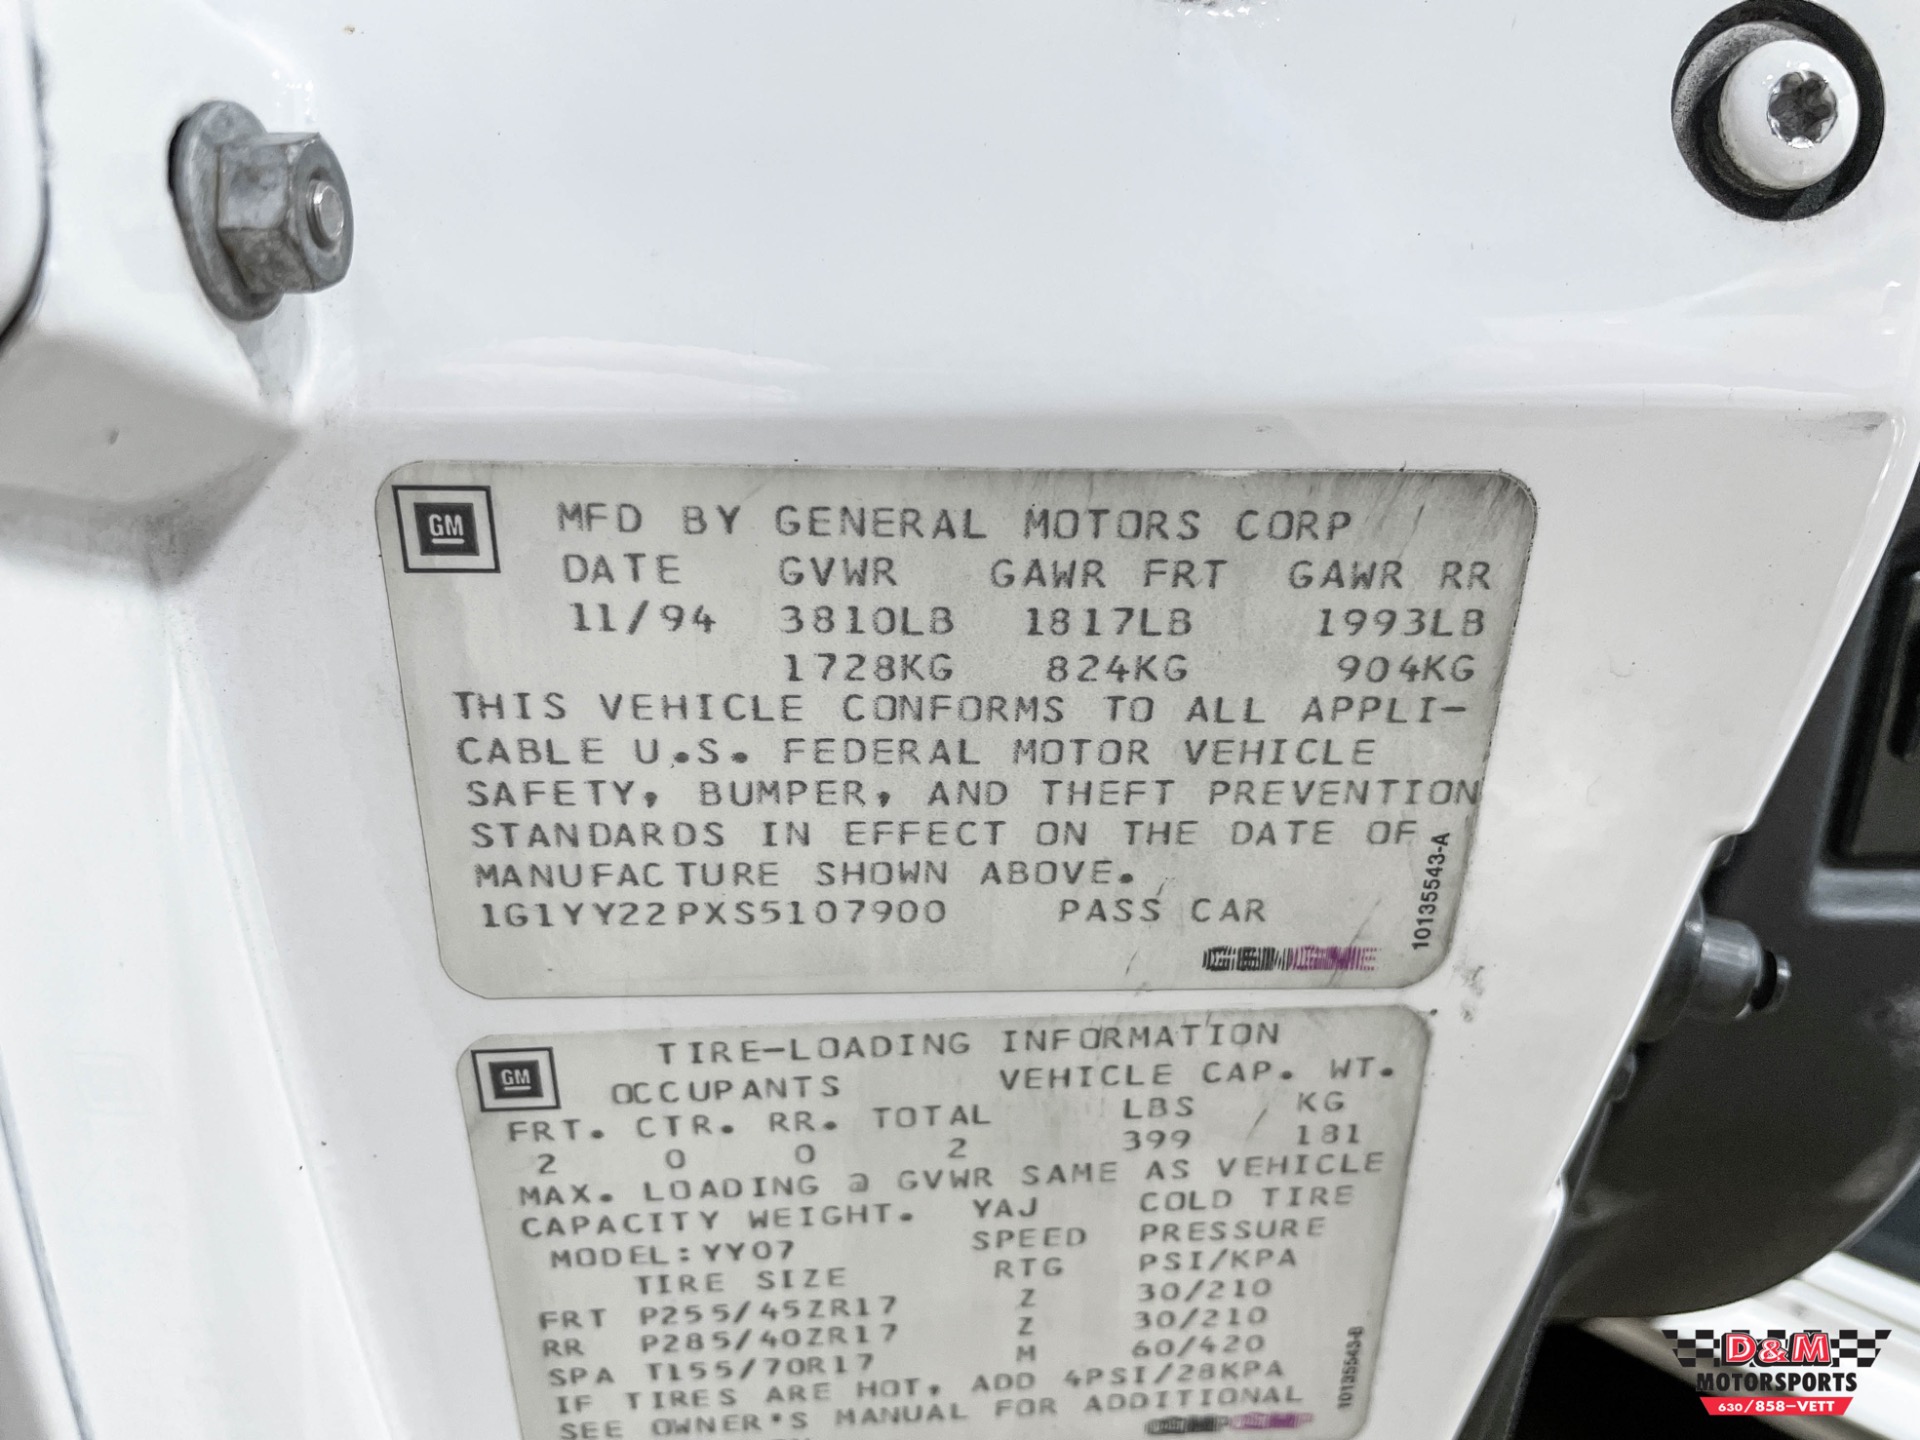 GM
MFD BY GENERAL MOTORS CORP
DATE GVWR GAWR FRT GAWR RR
11/94 3810LB 1817LB 1993LB
1728KG 824KG 904KG
THIS VEHICLE CONFORMS TO ALL APPLI-
CABLE U.S. FEDERAL MOTOR VEHICLE
SAFETY, BUMPER, AND THEFT PREVENTION
STANDARDS IN EFFECT ON THE DATE OF
MANUFACTURE SHOWN ABOVE.
1G1YY22PXS5107900 PASS CAR
10135543-A
GM
TIRE-LOADING INFORMATION
OCCUPANTS VEHICLE CAP. WT.
FRT. CTR. RR. TOTAL LBS KG
2 0 0 2 399 181
MAX. LOADING @ GVWR SAME AS VEHICLE
CAPACITY WEIGHT. YAJ COLD TIRE
MODEL:YY07 SPEED PRESSURE
TIRE SIZE RTG PSI/KPA
FRT P255/45ZR17 Z 30/210
RR P285/40ZR17 Z 30/210
SPA T155/70R17 M 60/420
IF TIRES ARE HOT, ADD 4PSI/28KPA
SEE OWNER'S MANUAL FOR ADDITIONAL
10135543-B
D&M
MOTORSPORTS
630/858-VETT